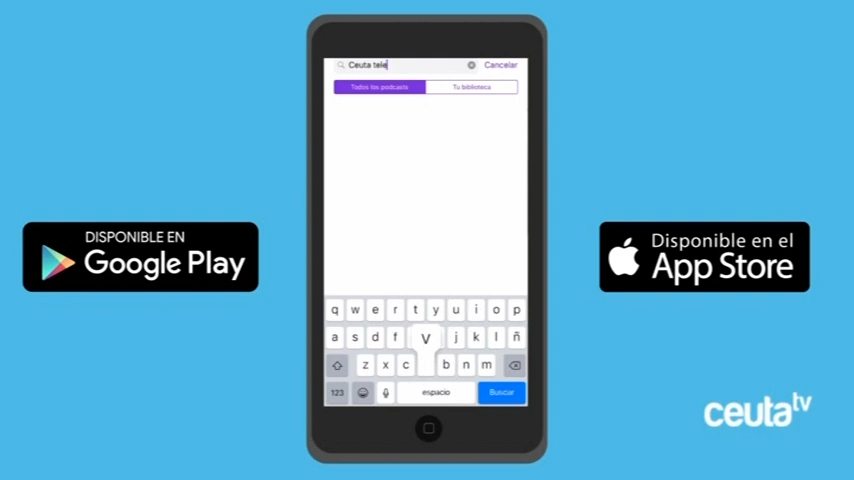 Ceuta tele
Cancelar
Todos los podcasts
Tu biblioteca
DISPONIBLE EN
Google Play
Disponible en el
App Store
q w e r t y u i o p
a s d f v j k l ñ
z x c b n m
123 espacio Buscar
ceuta tv